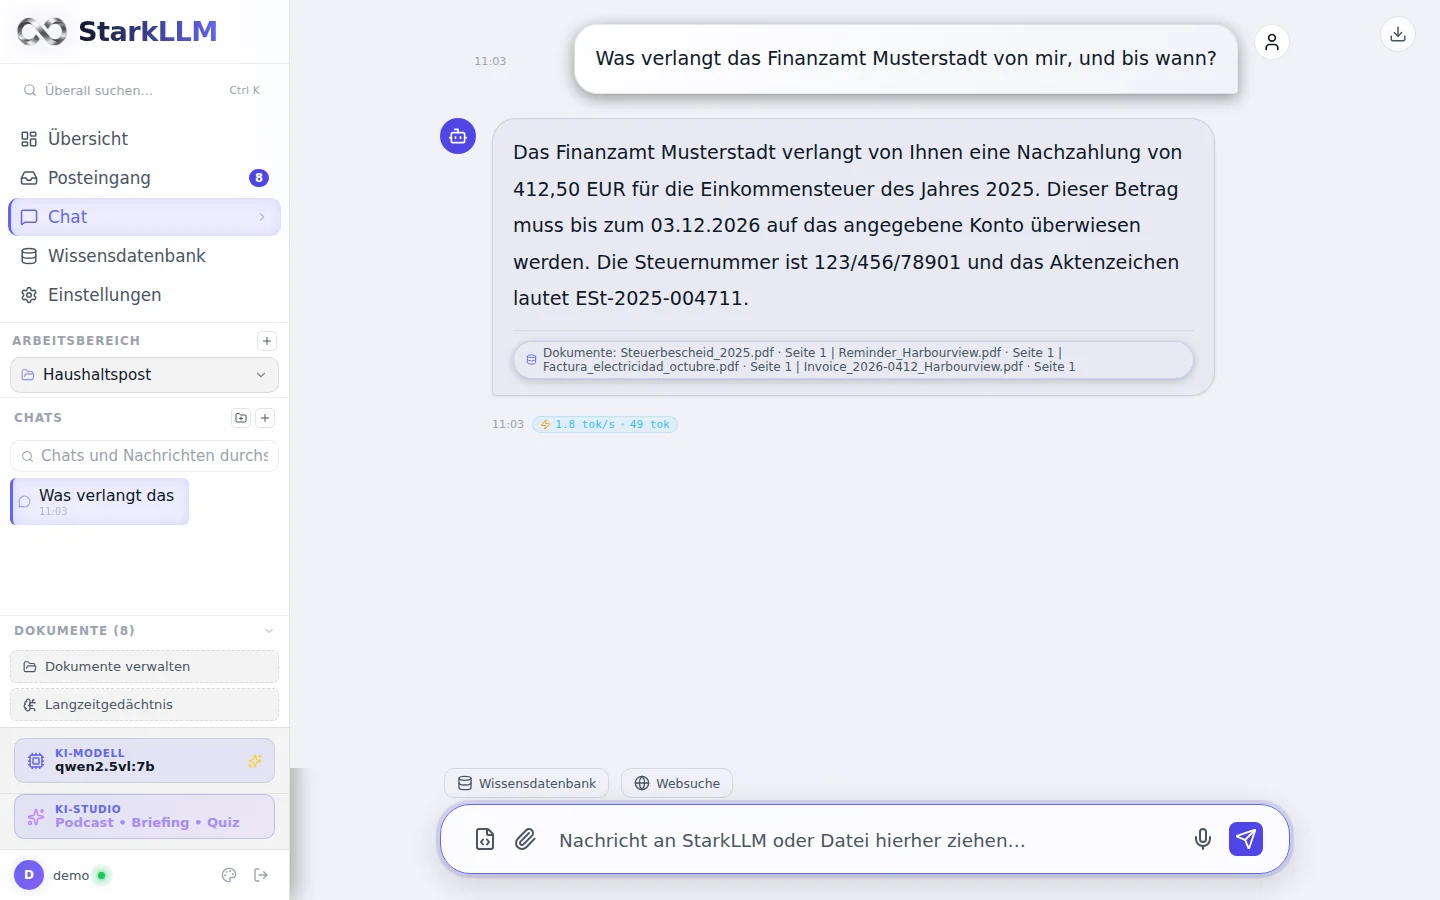 StarkLLM
Überall suchen...
Ctrl K
Übersicht
Posteingang
8
Chat
Wissensdatenbank
Einstellungen
ARBEITSBEREICH
Haushaltspost
CHATS
Chats und Nachrichten durchs
Was verlangt das
11:03
DOKUMENTE (8)
Dokumente verwalten
Langzeitgedächtnis
KI-MODELL
qwen2.5vl:7b
KI-STUDIO
Podcast • Briefing • Quiz
D
demo
11:03
Was verlangt das Finanzamt Musterstadt von mir, und bis wann?
Das Finanzamt Musterstadt verlangt von Ihnen eine Nachzahlung von
412,50 EUR für die Einkommensteuer des Jahres 2025. Dieser Betrag
muss bis zum 03.12.2026 auf das angegebene Konto überwiesen
werden. Die Steuernummer ist 123/456/78901 und das Aktenzeichen
lautet ESt-2025-004711.
Dokumente: Steuerbescheid_2025.pdf · Seite 1 | Reminder_Harbourview.pdf · Seite 1 |
Factura_electricidad_octubre.pdf · Seite 1 | Invoice_2026-0412_Harbourview.pdf · Seite 1
11:03
1.8 tok/s · 49 tok
Wissensdatenbank
Websuche
Nachricht an StarkLLM oder Datei hierher ziehen...